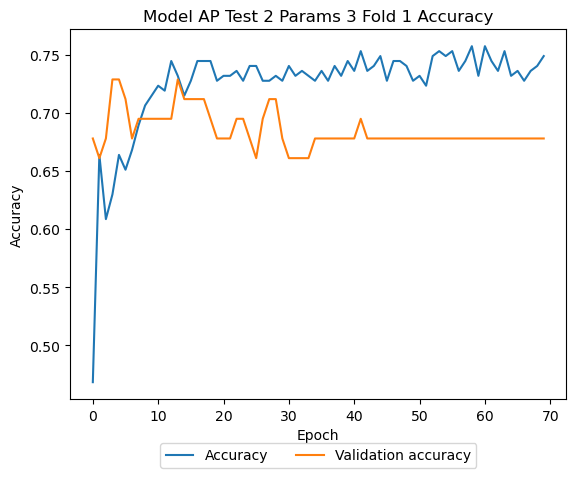 Model AP Test 2 Params 3 Fold 1 Accuracy
Accuracy
0.75
0.70
0.65
0.60
0.55
0.50
0 10 20 30 40 50 60 70
Epoch
Accuracy Validation accuracy